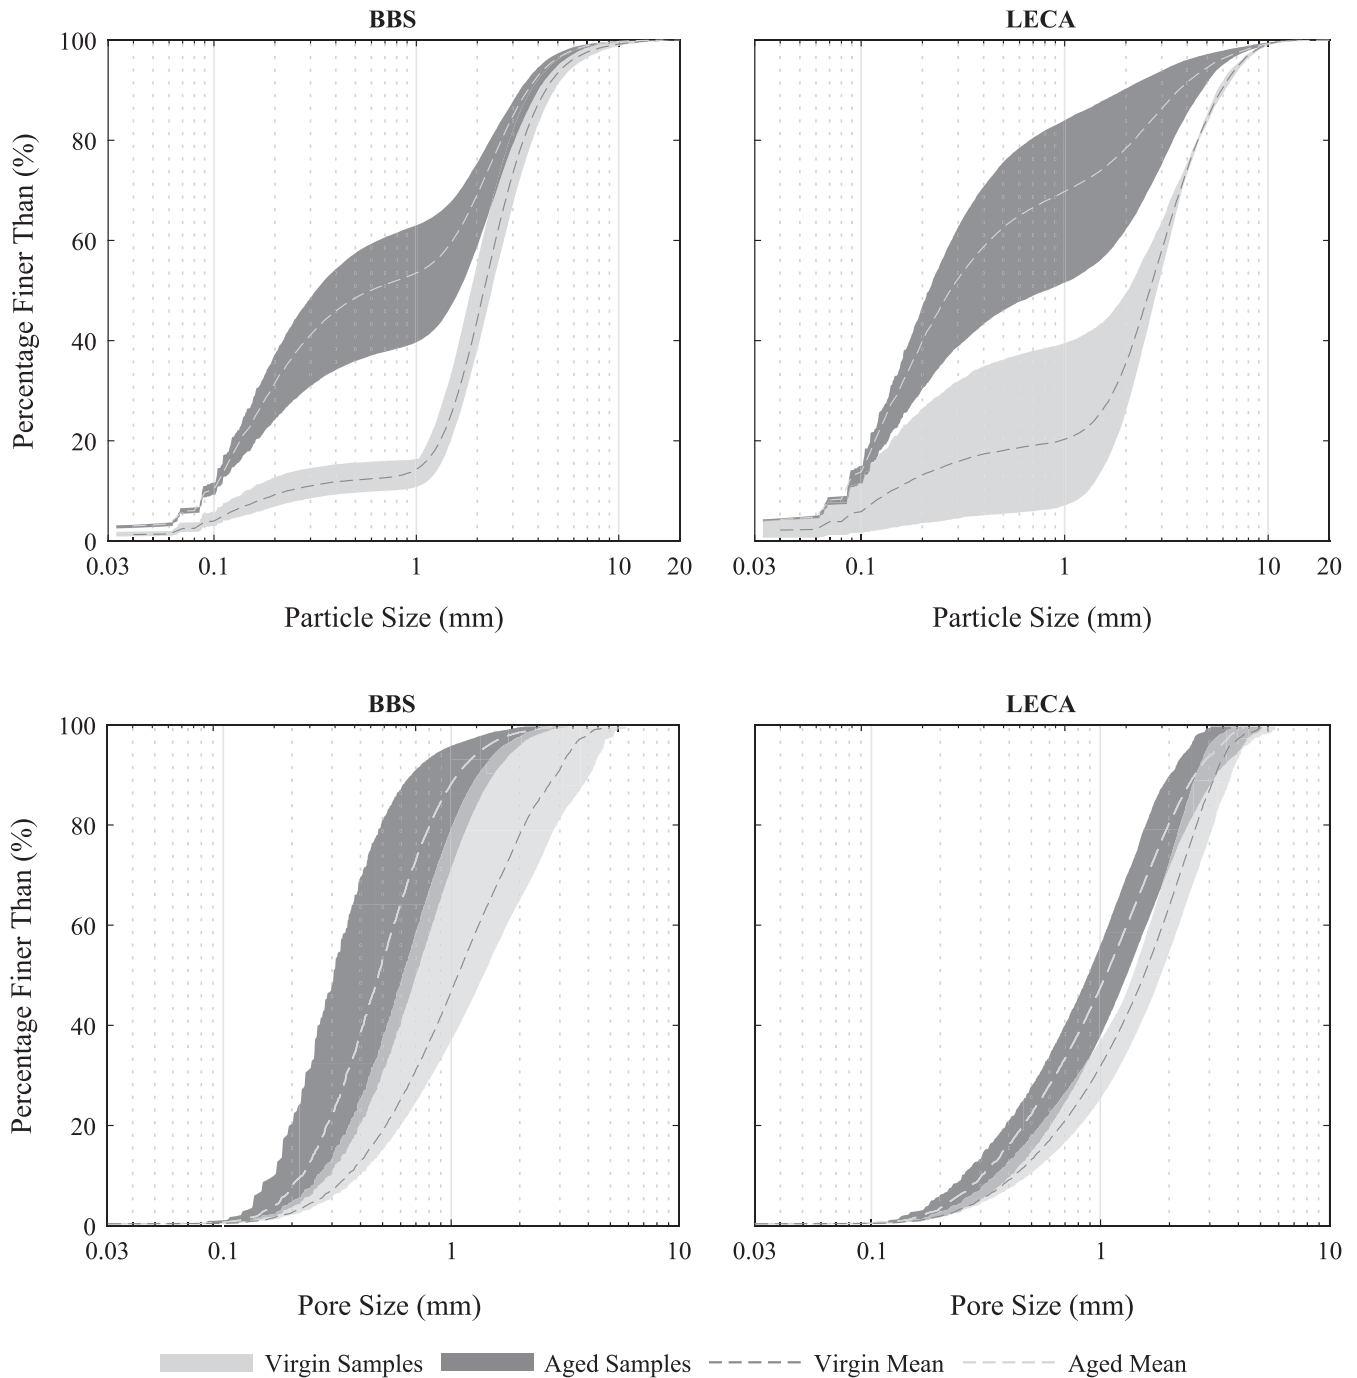 BBS
LECA
100
80
60
40
20
0
Percentage Finer Than (%)
0.03 0.1 1 10 20
0.03 0.1 1 10 20
Particle Size (mm)
Particle Size (mm)
BBS
LECA
100
80
60
40
20
0
Percentage Finer Than (%)
0.03 0.1 1 10
0.03 0.1 1 10
Pore Size (mm)
Pore Size (mm)
Virgin Samples Aged Samples Virgin Mean Aged Mean